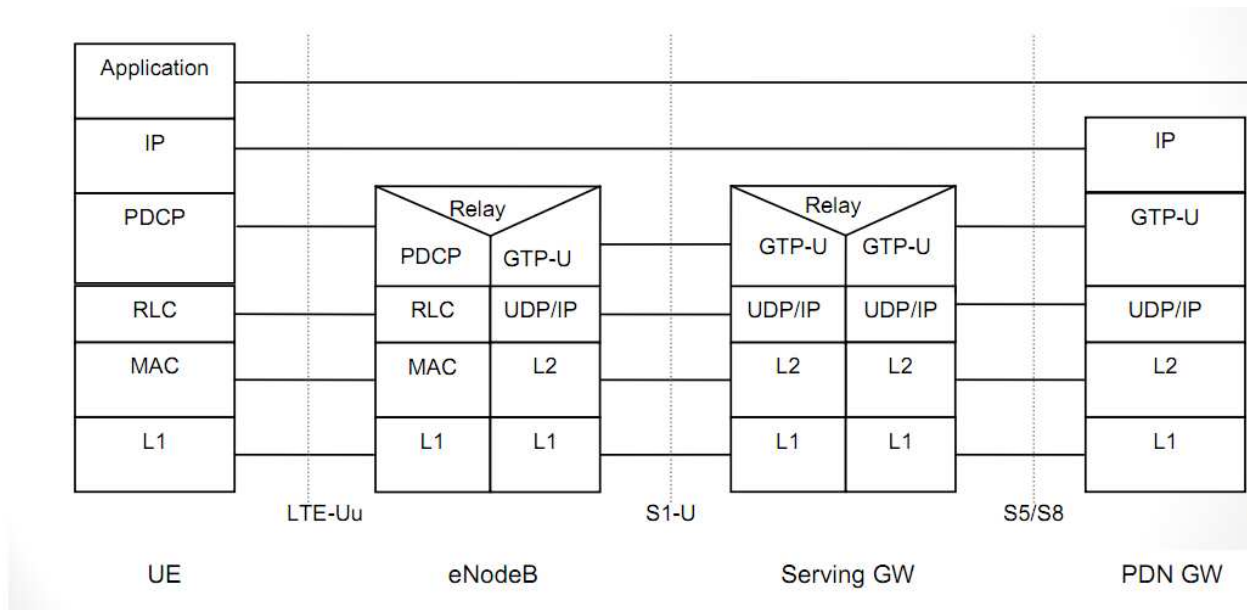 Application
IP
IP
PDCP
Relay
Relay
GTP-U
PDCP GTP-U
GTP-U GTP-U
RLC
RLC UDP/IP
UDP/IP UDP/IP
UDP/IP
MAC
MAC L2
L2 L2
L2
L1
L1 L1
L1 L1
L1
LTE-Uu
S1-U
S5/S8
UE
eNodeB
Serving GW
PDN GW